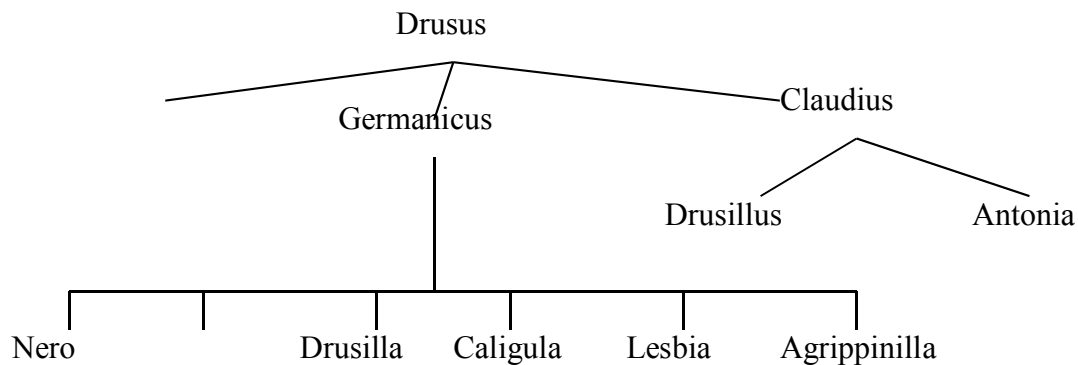 Drusus
Claudius
Germanicus
Drusillus Antonia
Nero Drusilla Caligula Lesbia Agrippinilla